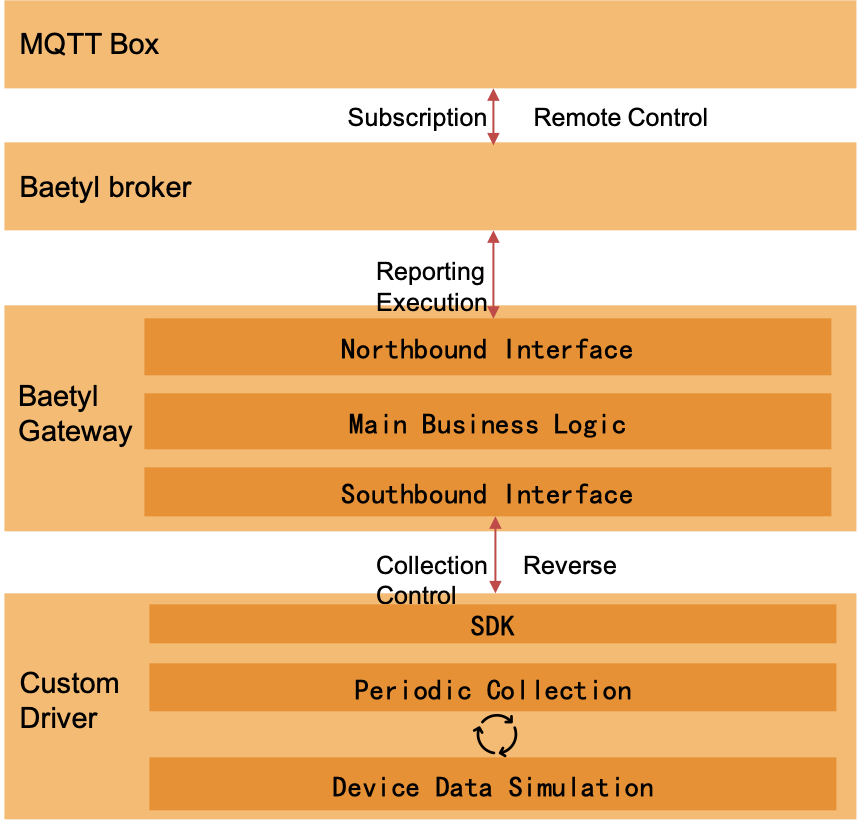 MQTT Box
Subscription Remote Control
Baetyl broker
Reporting
Execution
Baetyl
Gateway
Northbound Interface
Main Business Logic
Southbound Interface
Collection Reverse
Control
Custom
Driver
SDK
Periodic Collection
Device Data Simulation